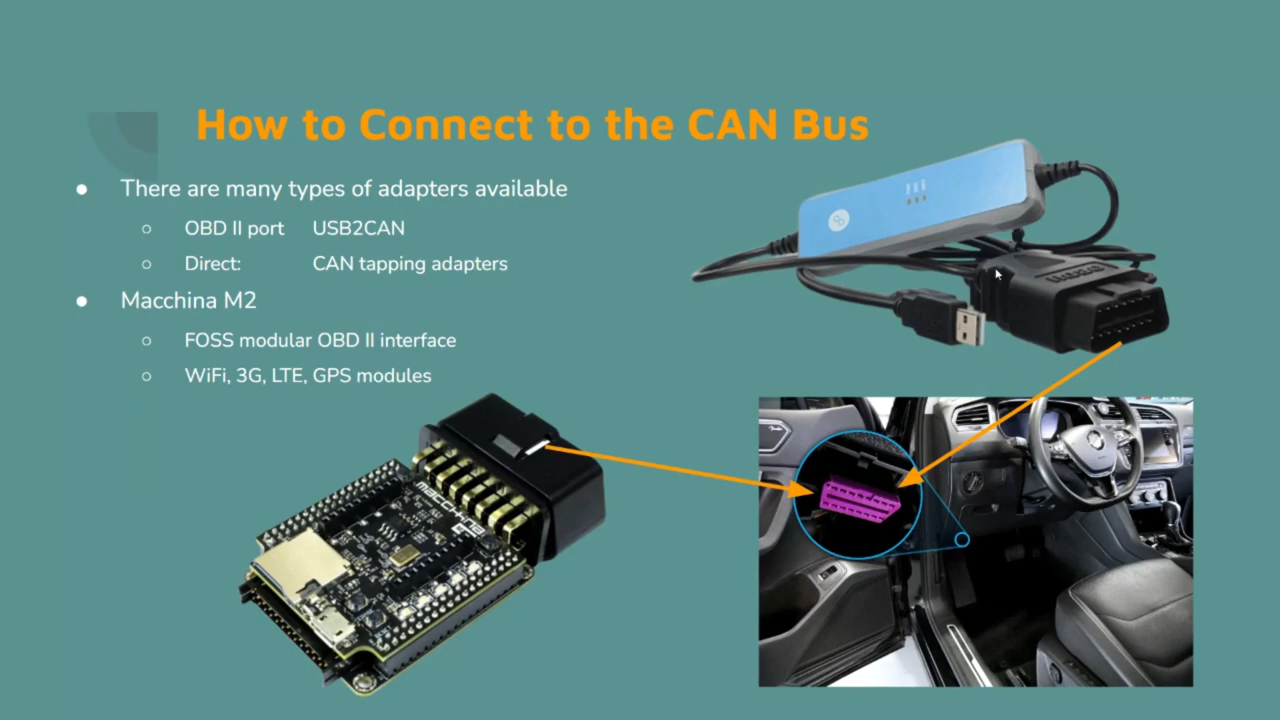 How to Connect to the CAN Bus
There are many types of adapters available
OBD II port USB2CAN
Direct: CAN tapping adapters
Macchina M2
FOSS modular OBD II interface
WiFi, 3G, LTE, GPS modules
macchina